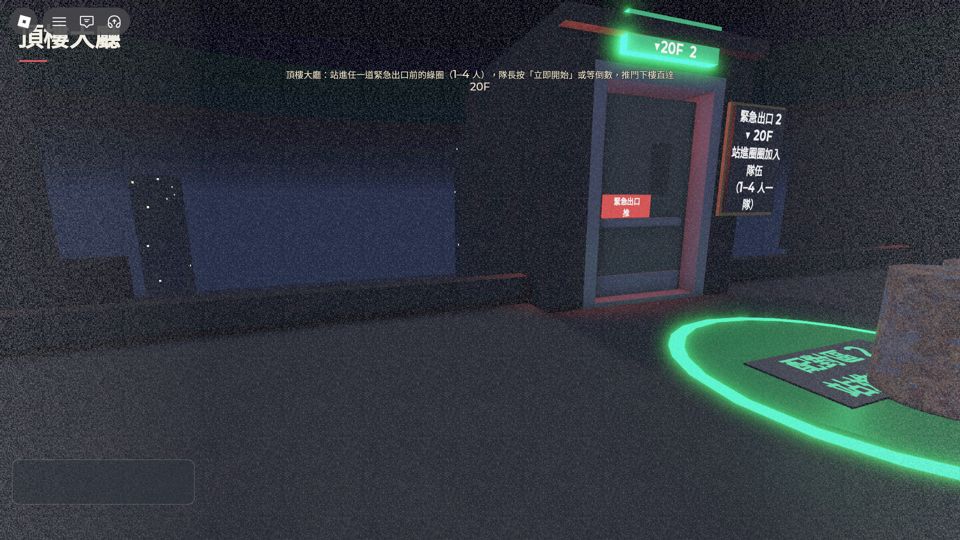 頂樓大廳
頂樓大廳：站進任一道緊急出口前的綠圈（1–4 人），隊長按「立即開始」或等倒數，推門下樓直達
20F
▼20F 2
緊急出口 2
▼ 20F
站進圈圈加入
隊伍
（1–4 人一
隊）
緊急出口
推